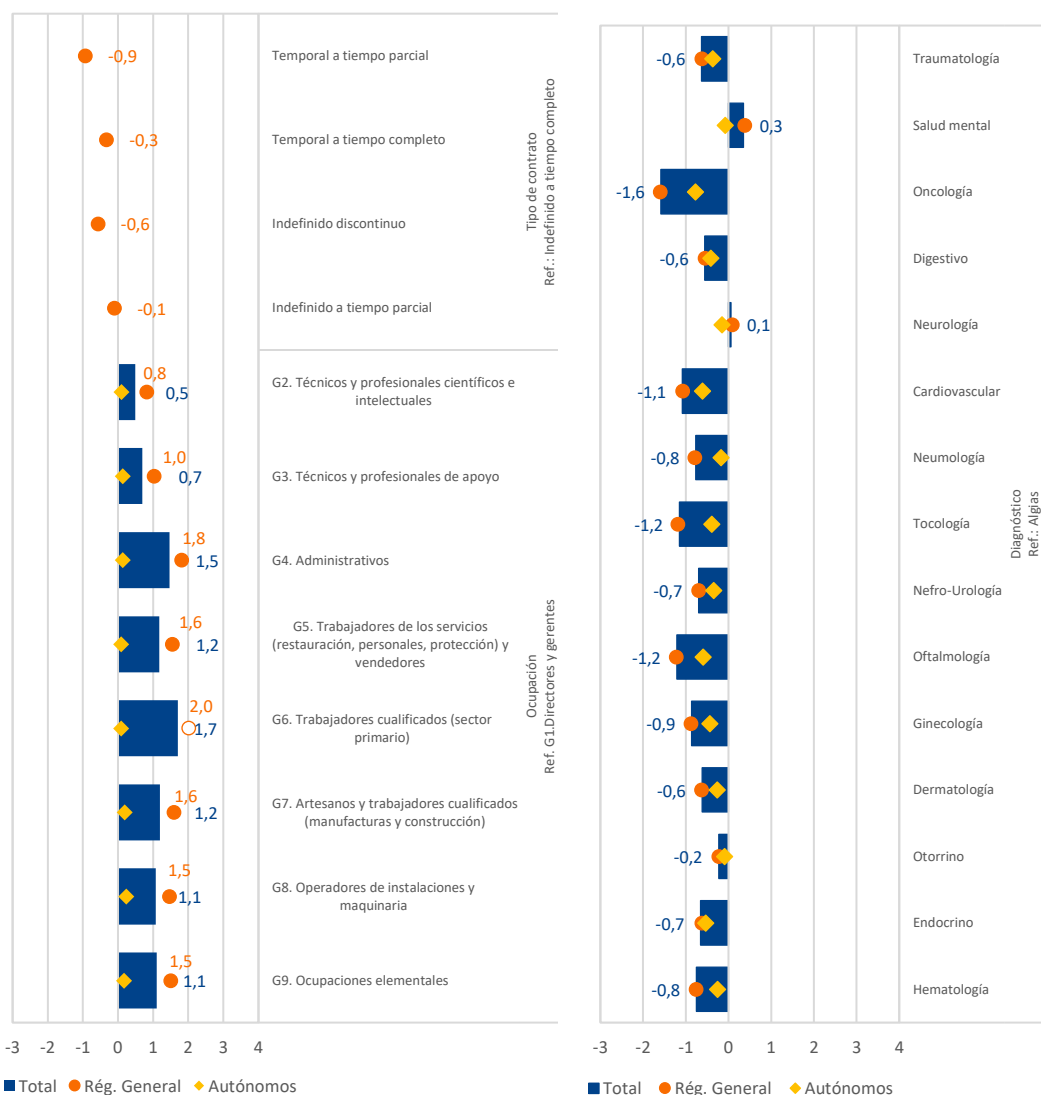 -0,9
Temporal a tiempo parcial
-0,3
Temporal a tiempo completo
-0,6
Indefinido discontinuo
-0,1
Indefinido a tiempo parcial
Tipo de contrato
Ref.: Indefinido a tiempo completo
0,8
0,5
G2. Técnicos y profesionales científicos e
intelectuales
1,0
0,7
G3. Técnicos y profesionales de apoyo
1,8
1,5
G4. Administrativos
1,6
1,2
G5. Trabajadores de los servicios
(restauración, personales, protección) y
vendedores
2,0
1,7
G6. Trabajadores cualificados (sector
primario)
1,6
1,2
G7. Artesanos y trabajadores cualificados
(manufacturas y construcción)
1,5
1,1
G8. Operadores de instalaciones y
maquinaria
1,5
1,1
G9. Ocupaciones elementales
Ocupación
Ref. G1.Directores y gerentes
-3 -2 -1 0 1 2 3 4
Total Rég. General Autónomos
-0,6
Traumatología
0,3
Salud mental
-1,6
Oncología
-0,6
Digestivo
0,1
Neurología
-1,1
Cardiovascular
-0,8
Neumología
-1,2
Tocología
-0,7
Nefro-Urología
-1,2
Oftalmología
-0,9
Ginecología
-0,6
Dermatología
-0,2
Otorrino
-0,7
Endocrino
-0,8
Hematología
Diagnóstico
Ref.: Algias
-3 -2 -1 0 1 2 3 4
Total Rég. General Autónomos